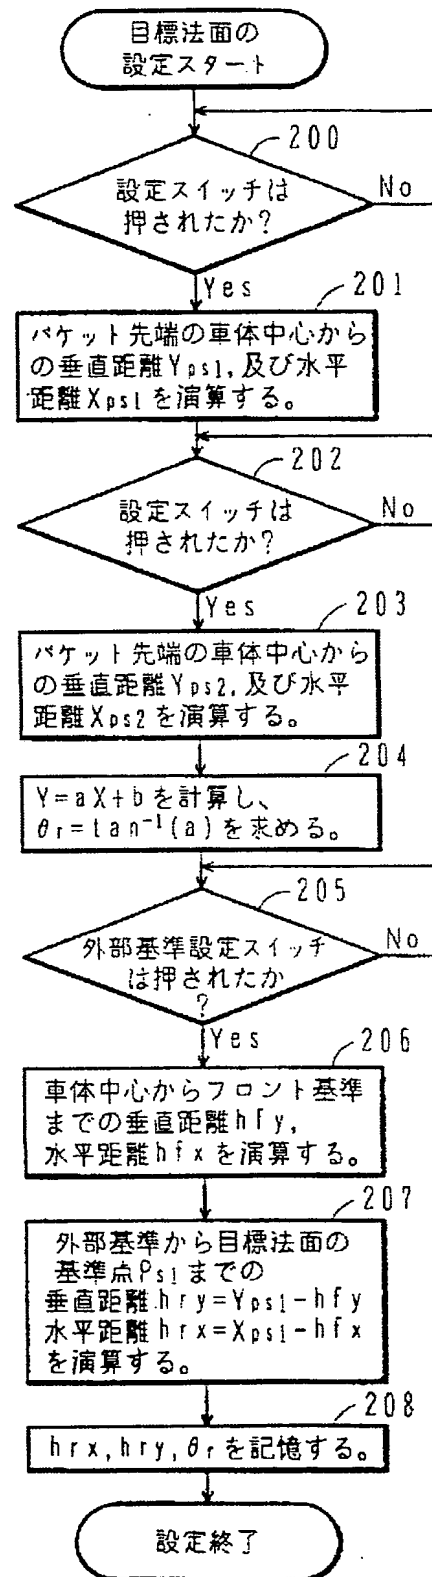 目標法面の
設定スタート
200
設定スイッチは
押されたか?
No
Yes
201
バケット先端の車体中心から
の垂直距離Yps1,及び水平
距離Xps1を演算する。
202
設定スイッチは
押されたか?
No
Yes
203
バケット先端の車体中心から
の垂直距離Yps2,及び水平
距離Xps2を演算する。
204
Y=aX+bを計算し、
θr=tan⁻¹(a)を求める。
205
外部基準設定スイッチ
は押されたか
?
No
Yes
206
車体中心からフロント基準
までの垂直距離hfy,
水平距離hfxを演算する。
207
外部基準から目標法面の
基準点Ps1までの
垂直距離hry=Yps1-hfy
水平距離hrx=Xps1-hfx
を演算する。
208
hrx,hry,θrを記憶する。
設定終了